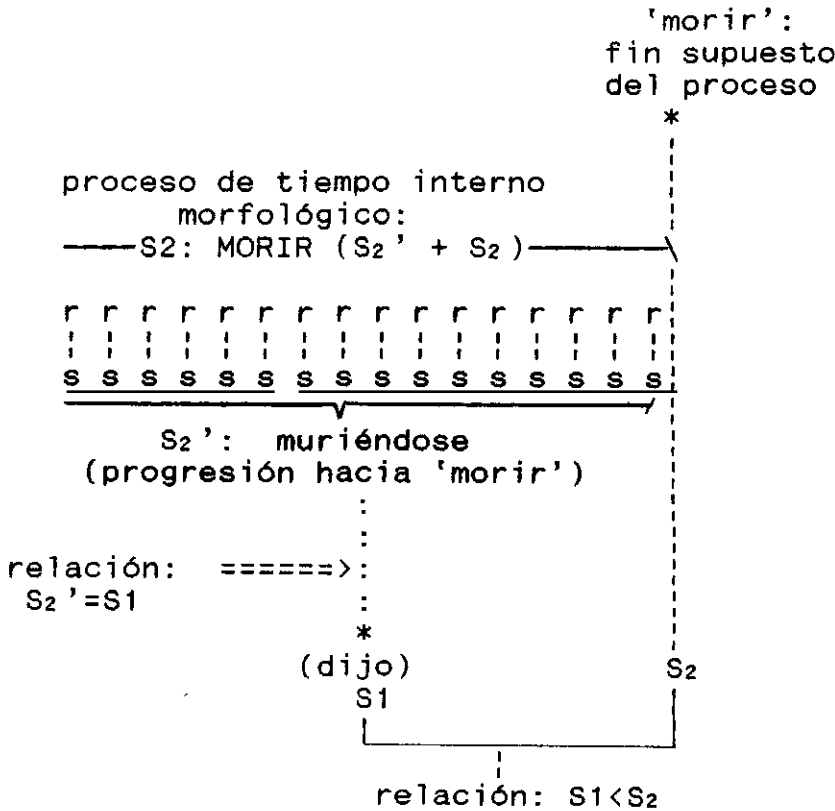 'morir':
fin supuesto
del proceso
*
proceso de tiempo interno
morfológico:
S2: MORIR (S₂' + S₂)
r r r r r r r r r r r r r r r r
s s s s s s s s s s s s s s s s
S₂': muriéndose
(progresión hacia 'morir')
relación: ======>
S₂'=S1
*
(dijo) S₂
S1
relación: S1<S₂